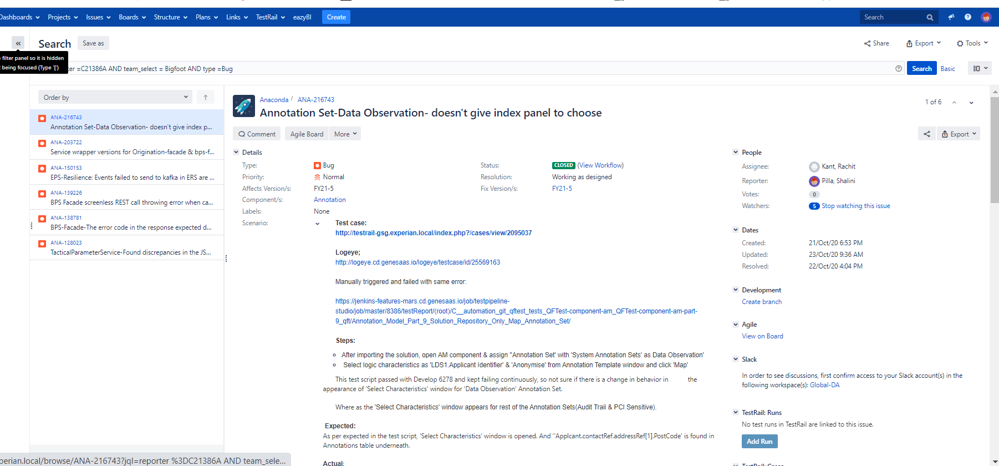 Dashboards Projects Issues Boards Structure Plans Links TestRail eazyBI Create Search
« Search Save as Share Export Tools
filter panel so it is hidden
being focused (Type '[')
ter =C21386A AND team_select = Bigfoot AND type =Bug Search Basic
Order by
ANA-216743
Annotation Set-Data Observation- doesn't give index p...
ANA-203722
Service wrapper versions for Origination-facade & bps-f...
ANA-150153
EPS-Resilience: Events failed to send to kafka in ERS are ...
ANA-139226
BPS Facade screenless REST call throwing error when ca...
ANA-138781
BPS-Facade-The error code in the response expected d...
ANA-128023
TacticalParameterService-Found discrepancies in the JS...
Anaconda / ANA-216743
Annotation Set-Data Observation- doesn't give index panel to choose
1 of 6
Comment Agile Board More Export
Details
Type: Bug
Priority: Normal
Affects Version/s: FY21-5
Component/s: Annotation
Labels: None
Status: CLOSED (View Workflow)
Resolution: Working as designed
Fix Version/s: FY21-5
Scenario:
Test case:
http://testrail-gsg.experian.local/index.php?/cases/view/2095037
Logeye;
http://logeye.cd.genesaas.io/logeye/testcase/id/25569163
Manually triggered and failed with same error:
https://jenkins-features-mars.cd.genesaas.io/job/testpipeline-
studio/job/master/8386/testReport/(root)/C__automation_git_qftest_tests_QFTest-component-am_QFTest-component-am-part-
9_qft/Annotation_Model_Part_9_Solution_Repository_Only_Map_Annotation_Set/
Steps:
After importing the solution, open AM component & assign "Annotation Set' with 'System Annotation Sets' as Data Observation'
Select logic characteristics as 'LDS1.Applicant Identifier' & 'Anonymise' from Annotation Template window and click 'Map'
This test script passed with Develop 6278 and kept failing continuously, so not sure if there is a change in behavior in the
appearance of 'Select Characteristics' window for 'Data Observation' Annotation Set.
Where as the 'Select Characteristics' window appears for rest of the Annotation Sets(Audit Trail & PCI Sensitive).
Expected:
As per expected in the test script, 'Select Characteristics' window is opened. And "Applcant.contactRef.addressRef[1].PostCode' is found in
Annotations table underneath.
Actual:
People
Assignee: Kant, Rachit
Reporter: Pilla, Shalini
Votes: 0
Watchers: 5 Stop watching this issue
Dates
Created: 21/Oct/20 6:53 PM
Updated: 23/Oct/20 9:36 AM
Resolved: 22/Oct/20 4:04 PM
Development
Create branch
Agile
View on Board
Slack
In order to see discussions, first confirm access to your Slack account(s) in the
following workspace(s): Global-DA
TestRail: Runs
No test runs in TestRail are linked to this issue.
Add Run
TestRail: Cases
perian.local/browse/ANA-216743?jql=reporter %3DC21386A AND team_sele...